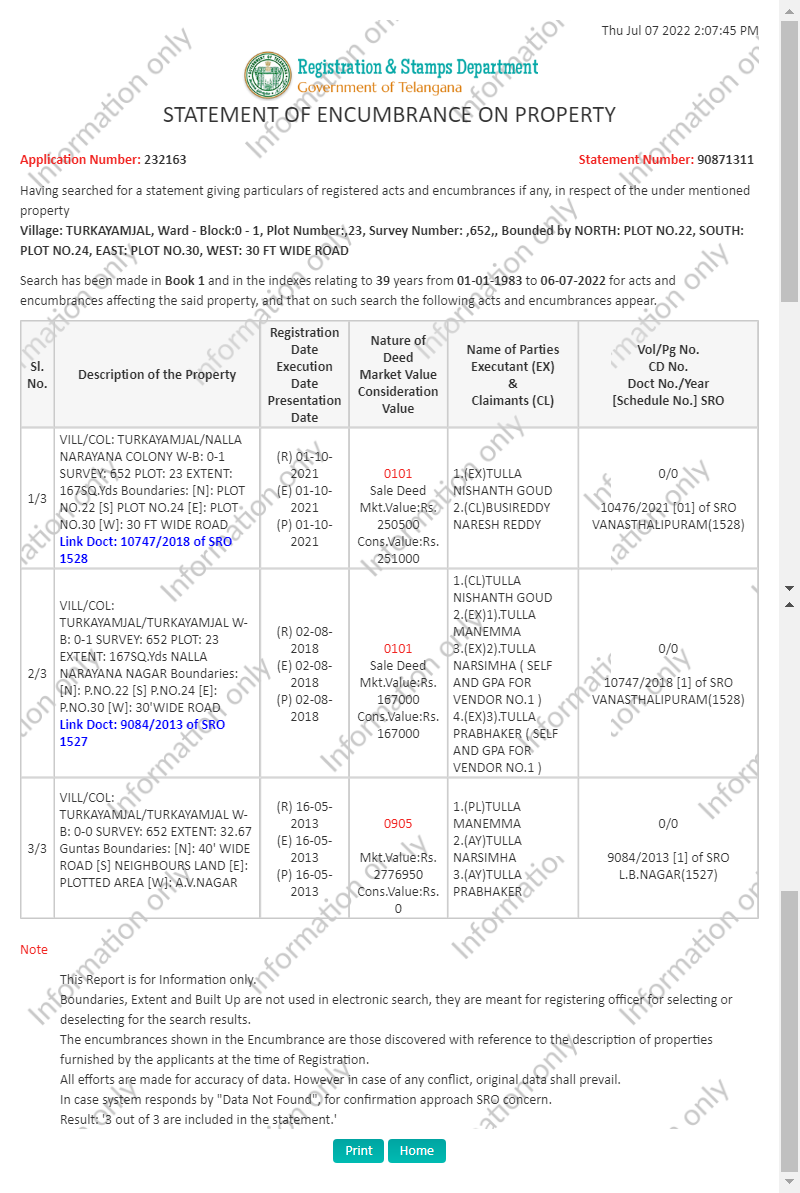 Thu Jul 07 2022 2:07:45 PM
Registration & Stamps Department
Government of Telangana
STATEMENT OF ENCUMBRANCE ON PROPERTY
Application Number: 232163
Statement Number: 90871311
Having searched for a statement giving particulars of registered acts and encumbrances if any, in respect of the under mentioned
property
Village: TURKAYAMJAL, Ward - Block:0 - 1, Plot Number:,23, Survey Number: ,652,, Bounded by NORTH: PLOT NO.22, SOUTH:
PLOT NO.24, EAST: PLOT NO.30, WEST: 30 FT WIDE ROAD
Search has been made in Book 1 and in the indexes relating to 39 years from 01-01-1983 to 06-07-2022 for acts and
encumbrances affecting the said property, and that on such search the following acts and encumbrances appear.
Sl.
No.
Description of the Property
Registration
Date
Execution
Date
Presentation
Date
Nature of
Deed
Market Value
Consideration
Value
Name of Parties
Executant (EX)
&
Claimants (CL)
Vol/Pg No.
CD No.
Doct No./Year
[Schedule No.] SRO
1/3
VILL/COL: TURKAYAMJAL/NALLA
NARAYANA COLONY W-B: 0-1
SURVEY: 652 PLOT: 23 EXTENT:
167SQ.Yds Boundaries: [N]: PLOT
NO.22 [S] PLOT NO.24 [E]: PLOT
NO.30 [W]: 30 FT WIDE ROAD
Link Doct: 10747/2018 of SRO
1528
(R) 01-10-
2021
(E) 01-10-
2021
(P) 01-10-
2021
0101
Sale Deed
Mkt.Value:Rs.
250500
Cons.Value:Rs.
251000
1.(EX)TULLA
NISHANTH GOUD
2.(CL)BUSIREDDY
NARESH REDDY
0/0
10476/2021 [01] of SRO
VANASTHALIPURAM(1528)
2/3
VILL/COL:
TURKAYAMJAL/TURKAYAMJAL W-
B: 0-1 SURVEY: 652 PLOT: 23
EXTENT: 167SQ.Yds NALLA
NARAYANA NAGAR Boundaries:
[N]: P.NO.22 [S] P.NO.24 [E]:
P.NO.30 [W]: 30'WIDE ROAD
Link Doct: 9084/2013 of SRO
1527
(R) 02-08-
2018
(E) 02-08-
2018
(P) 02-08-
2018
0101
Sale Deed
Mkt.Value:Rs.
167000
Cons.Value:Rs.
167000
1.(CL)TULLA
NISHANTH GOUD
2.(EX)1).TULLA
MANEMMA
3.(EX)2).TULLA
NARSIMHA ( SELF
AND GPA FOR
VENDOR NO.1 )
4.(EX)3).TULLA
PRABHAKER ( SELF
AND GPA FOR
VENDOR NO.1 )
0/0
10747/2018 [1] of SRO
VANASTHALIPURAM(1528)
3/3
VILL/COL:
TURKAYAMJAL/TURKAYAMJAL W-
B: 0-0 SURVEY: 652 EXTENT: 32.67
Guntas Boundaries: [N]: 40' WIDE
ROAD [S] NEIGHBOURS LAND [E]:
PLOTTED AREA [W]: A.V.NAGAR
(R) 16-05-
2013
(E) 16-05-
2013
(P) 16-05-
2013
0905
Mkt.Value:Rs.
2776950
Cons.Value:Rs.
0
1.(PL)TULLA
MANEMMA
2.(AY)TULLA
NARSIMHA
3.(AY)TULLA
PRABHAKER
0/0
9084/2013 [1] of SRO
L.B.NAGAR(1527)
Note
This Report is for Information only.
Boundaries, Extent and Built Up are not used in electronic search, they are meant for registering officer for selecting or
deselecting for the search results.
The encumbrances shown in the Encumbrance are those discovered with reference to the description of properties
furnished by the applicants at the time of Registration.
All efforts are made for accuracy of data. However in case of any conflict, original data shall prevail.
In case system responds by "Data Not Found", for confirmation approach SRO concern.
Result: '3 out of 3 are included in the statement.'
Print
Home
Information only